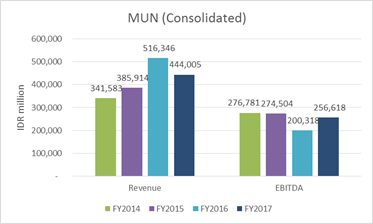 MUN (Consolidated)
IDR million
600,000
500,000
400,000
300,000
200,000
100,000
-
341,583
385,914
516,346
444,005
276,781
274,504
200,318
256,618
Revenue
EBITDA
FY2014
FY2015
FY2016
FY2017